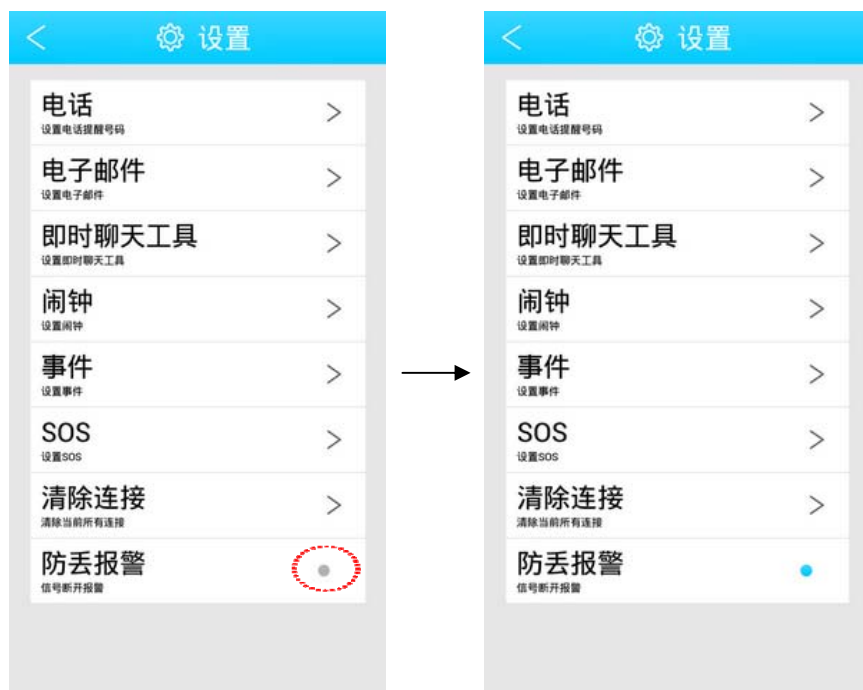 设置
电话
设置电话提醒号码
电子邮件
设置电子邮件
即时聊天工具
设置即时聊天工具
闹钟
设置闹钟
事件
设置事件
SOS
设置SOS
清除连接
清除当前所有连接
防丢报警
信号断开报警
设置
电话
设置电话提醒号码
电子邮件
设置电子邮件
即时聊天工具
设置即时聊天工具
闹钟
设置闹钟
事件
设置事件
SOS
设置SOS
清除连接
清除当前所有连接
防丢报警
信号断开报警